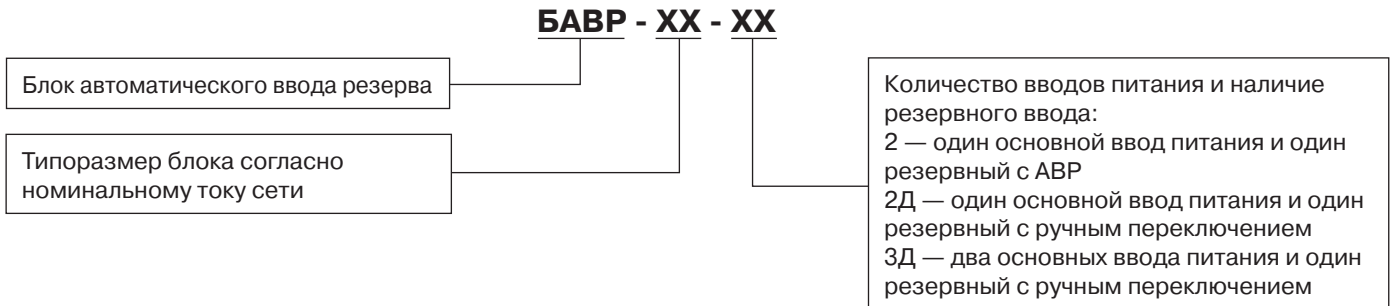 БАВР - ХХ - ХХ
Блок автоматического ввода резерва
Типоразмер блока согласно
номинальному току сети
Количество вводов питания и наличие
резервного ввода:
2 — один основной ввод питания и один
резервный с АВР
2Д — один основной ввод питания и один
резервный с ручным переключением
3Д — два основных ввода питания и один
резервный с ручным переключением